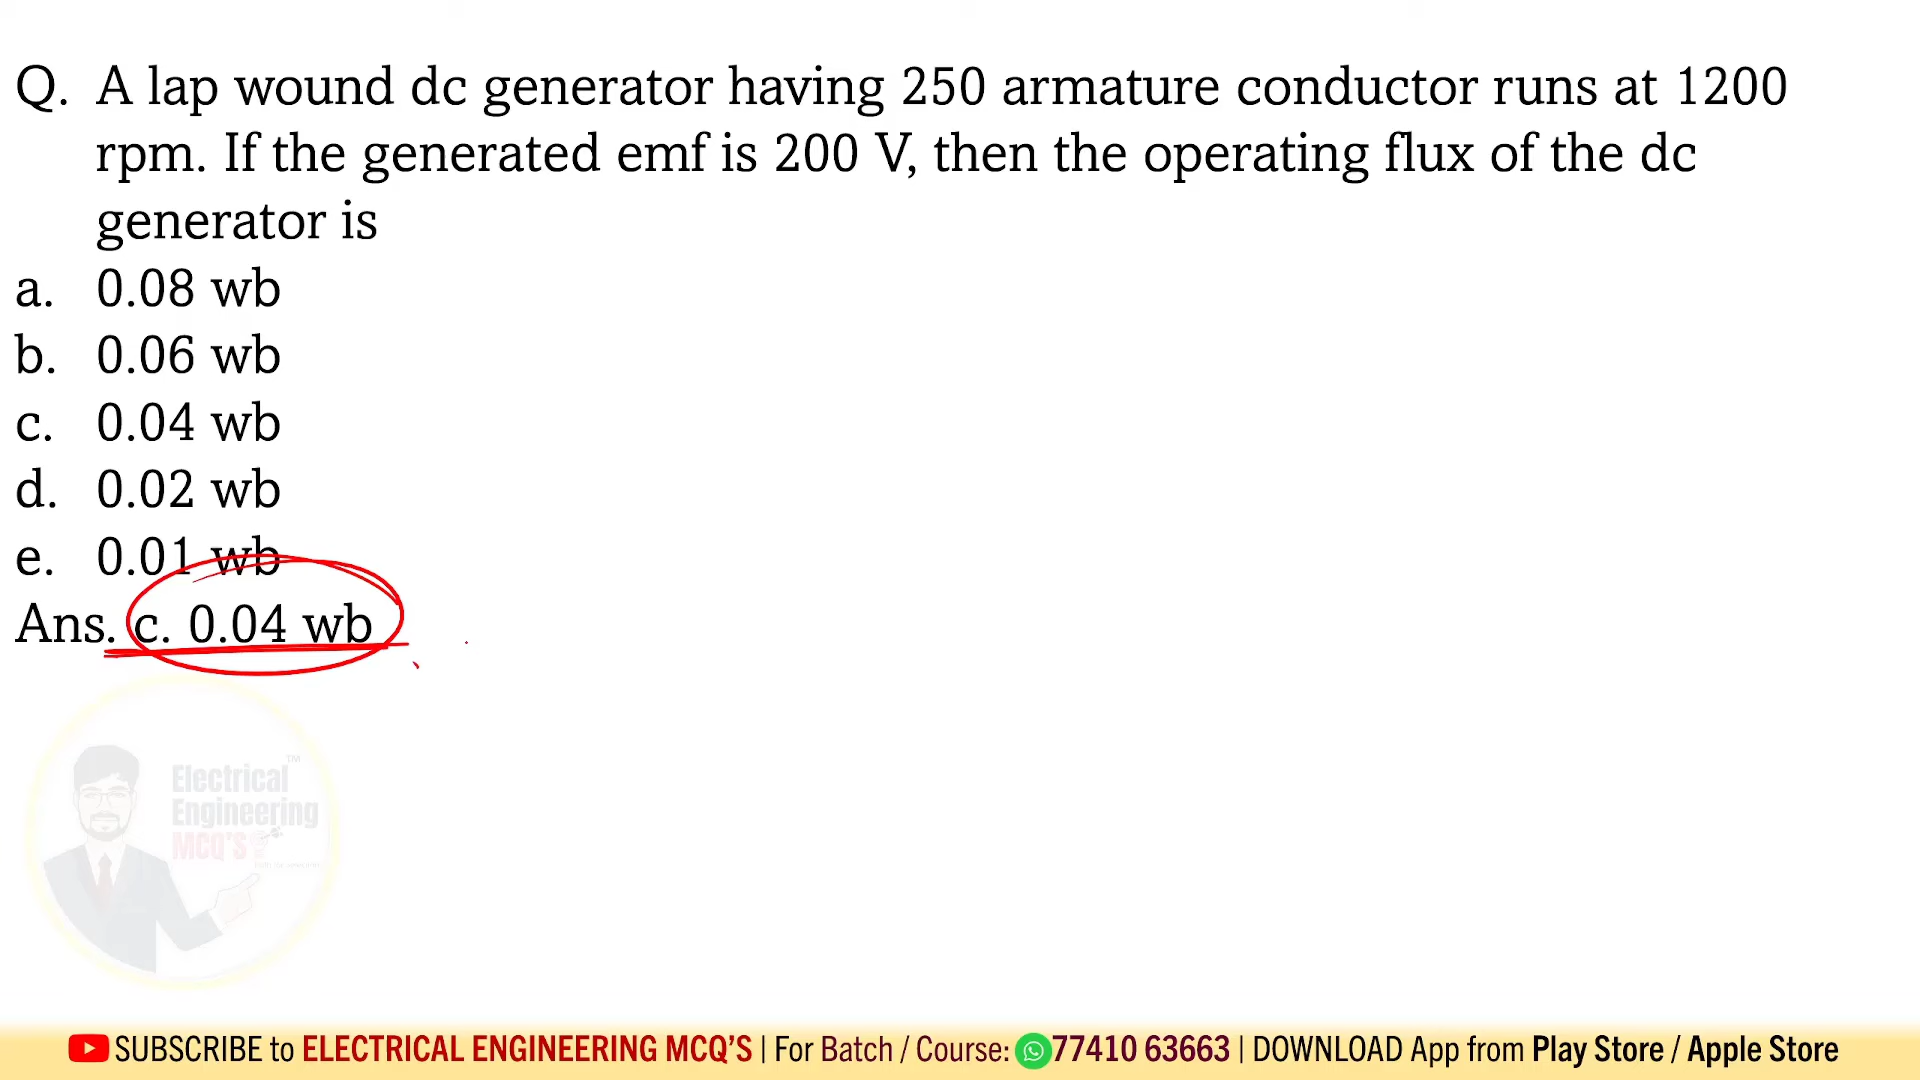 Q. A lap wound dc generator having 250 armature conductor runs at 1200
rpm. If the generated emf is 200 V, then the operating flux of the dc
generator is
a. 0.08 wb
b. 0.06 wb
c. 0.04 wb
d. 0.02 wb
e. 0.01 wb
Ans. c. 0.04 wb
Electrical TM
Engineering
MCQ'S
SUBSCRIBE to ELECTRICAL ENGINEERING MCQ’S | For Batch / Course: 77410 63663 | DOWNLOAD App from Play Store / Apple Store